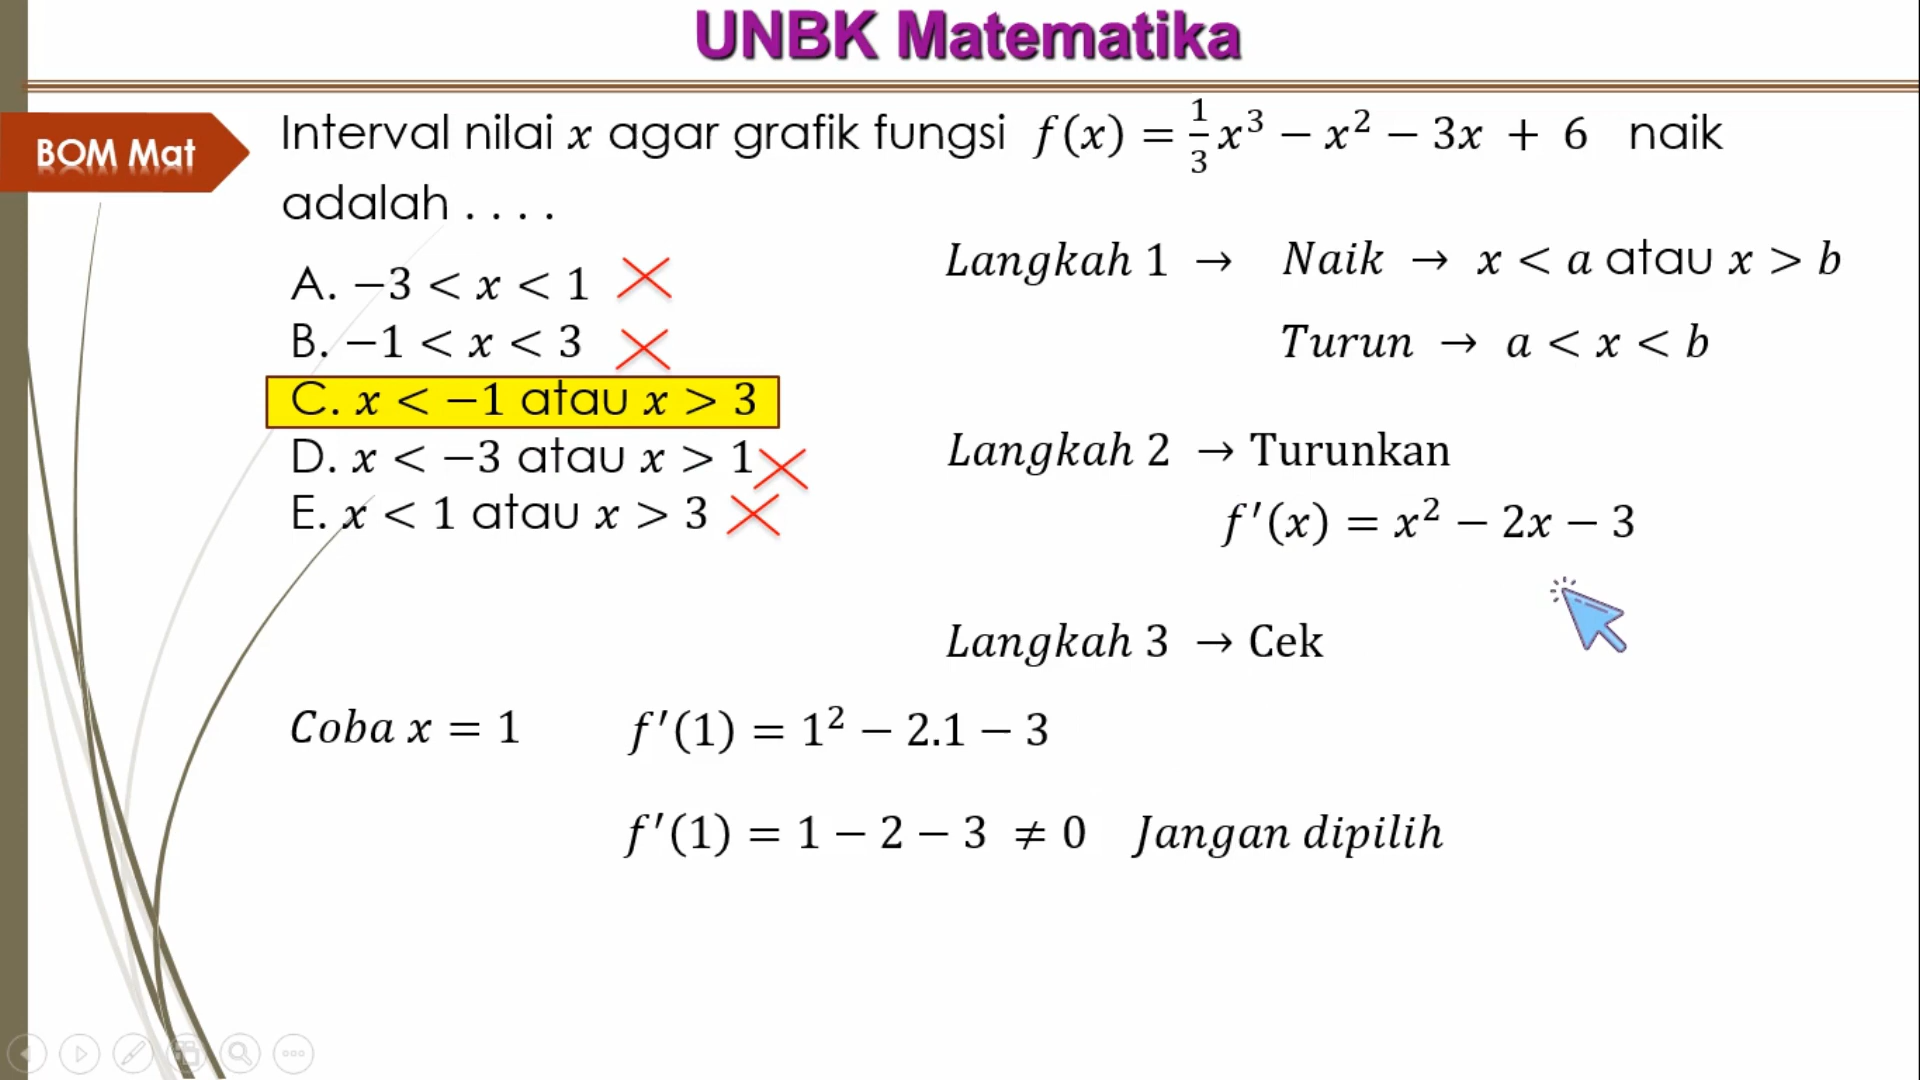 UNBK Matematika
BOM Mat
Interval nilai x agar grafik fungsi f(x) = 1/3 x³ − x² − 3x + 6 naik
adalah . . . .
A. −3 < x < 1
B. −1 < x < 3
C. x < −1 atau x > 3
D. x < −3 atau x > 1
E. x < 1 atau x > 3
Langkah 1 → Naik → x < a atau x > b
Turun → a < x < b
Langkah 2 → Turunkan
f′(x) = x² − 2x − 3
Langkah 3 → Cek
Coba x = 1 f′(1) = 1² − 2.1 − 3
f′(1) = 1 − 2 − 3 ≠ 0 Jangan dipilih